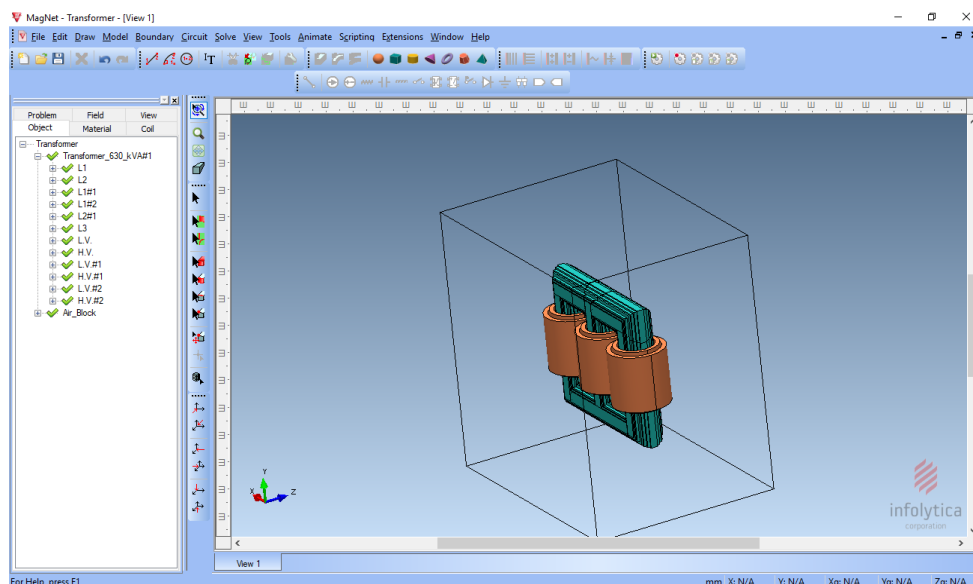 MagNet - Transformer - [View 1]
File Edit Draw Model Boundary Circuit Solve View Tools Animate Scripting Extensions Window Help
Problem Field View
Object Material Coil
Transformer
Transformer_630_kVA#1
L1
L2
L1#1
L1#2
L2#1
L3
L.V.
H.V.
L.V.#1
H.V.#1
L.V.#2
H.V.#2
Air_Block
Y
X
Z
infolytica
corporation
View 1
For Help, press F1
mm X: N/A Y: N/A Xg: N/A Yg: N/A Zg: N/A